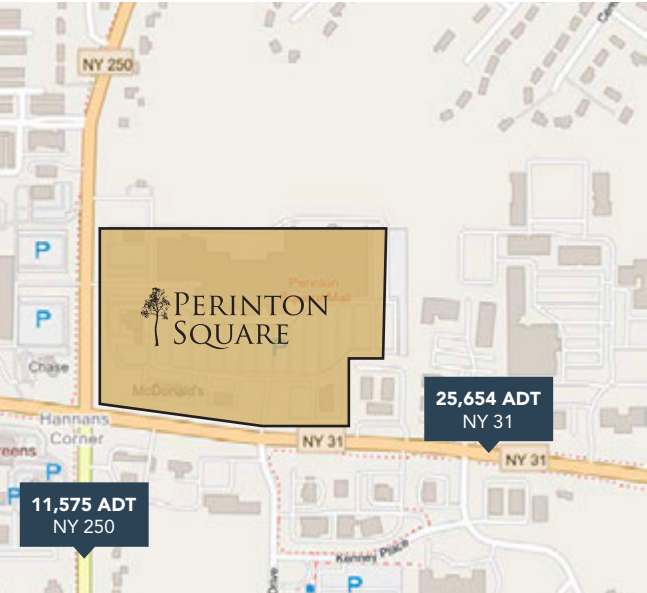 NY 250
P
Perinton
Mall
PERINTON
SQUARE
P
P
Chase
McDonald's
25,654 ADT
NY 31
Hannans
Corner
NY 31
NY 31
eens
P
P
11,575 ADT
NY 250
Kenney Place
Drive
P